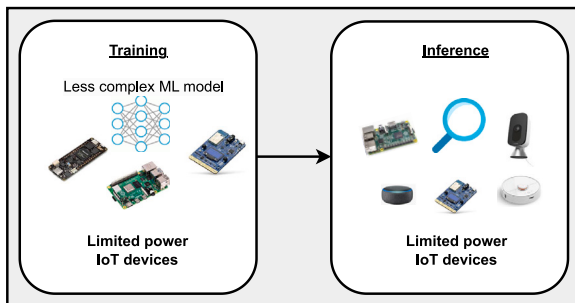 Training
Less complex ML model
Limited power
IoT devices
Inference
Limited power
IoT devices